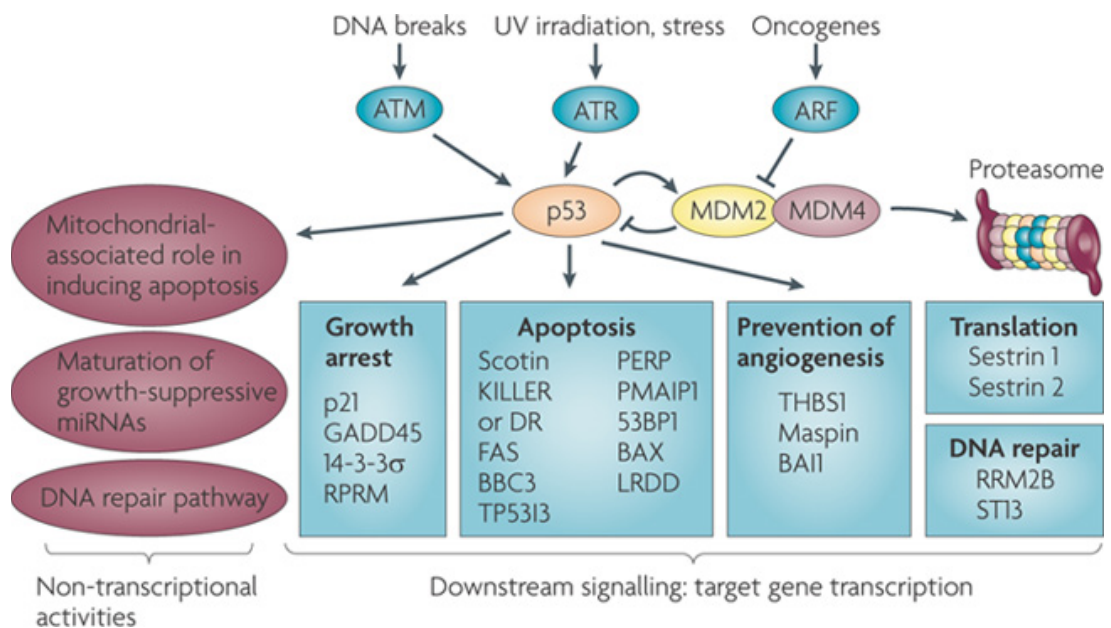 DNA breaks
UV irradiation, stress
Oncogenes
ATM
ATR
ARF
p53
MDM2
MDM4
Proteasome
Mitochondrial-
associated role in
inducing apoptosis
Maturation of
growth-suppressive
miRNAs
DNA repair pathway
Non-transcriptional
activities
Growth
arrest
p21
GADD45
14-3-3σ
RPRM
Apoptosis
Scotin
KILLER
or DR
FAS
BBC3
TP53I3
PERP
PMAIP1
53BP1
BAX
LRDD
Prevention of
angiogenesis
THBS1
Maspin
BAI1
Translation
Sestrin 1
Sestrin 2
DNA repair
RRM2B
ST13
Downstream signalling: target gene transcription